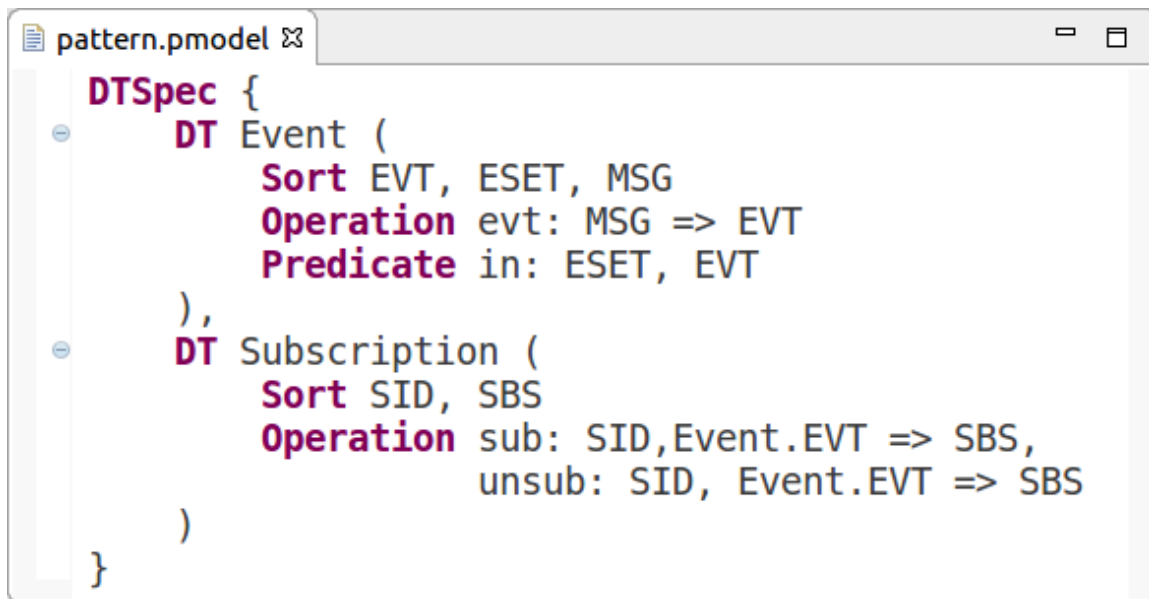 pattern.pmodel
DTSpec {
DT Event (
Sort EVT, ESET, MSG
Operation evt: MSG => EVT
Predicate in: ESET, EVT
),
DT Subscription (
Sort SID, SBS
Operation sub: SID,Event.EVT => SBS,
unsub: SID, Event.EVT => SBS
)
}